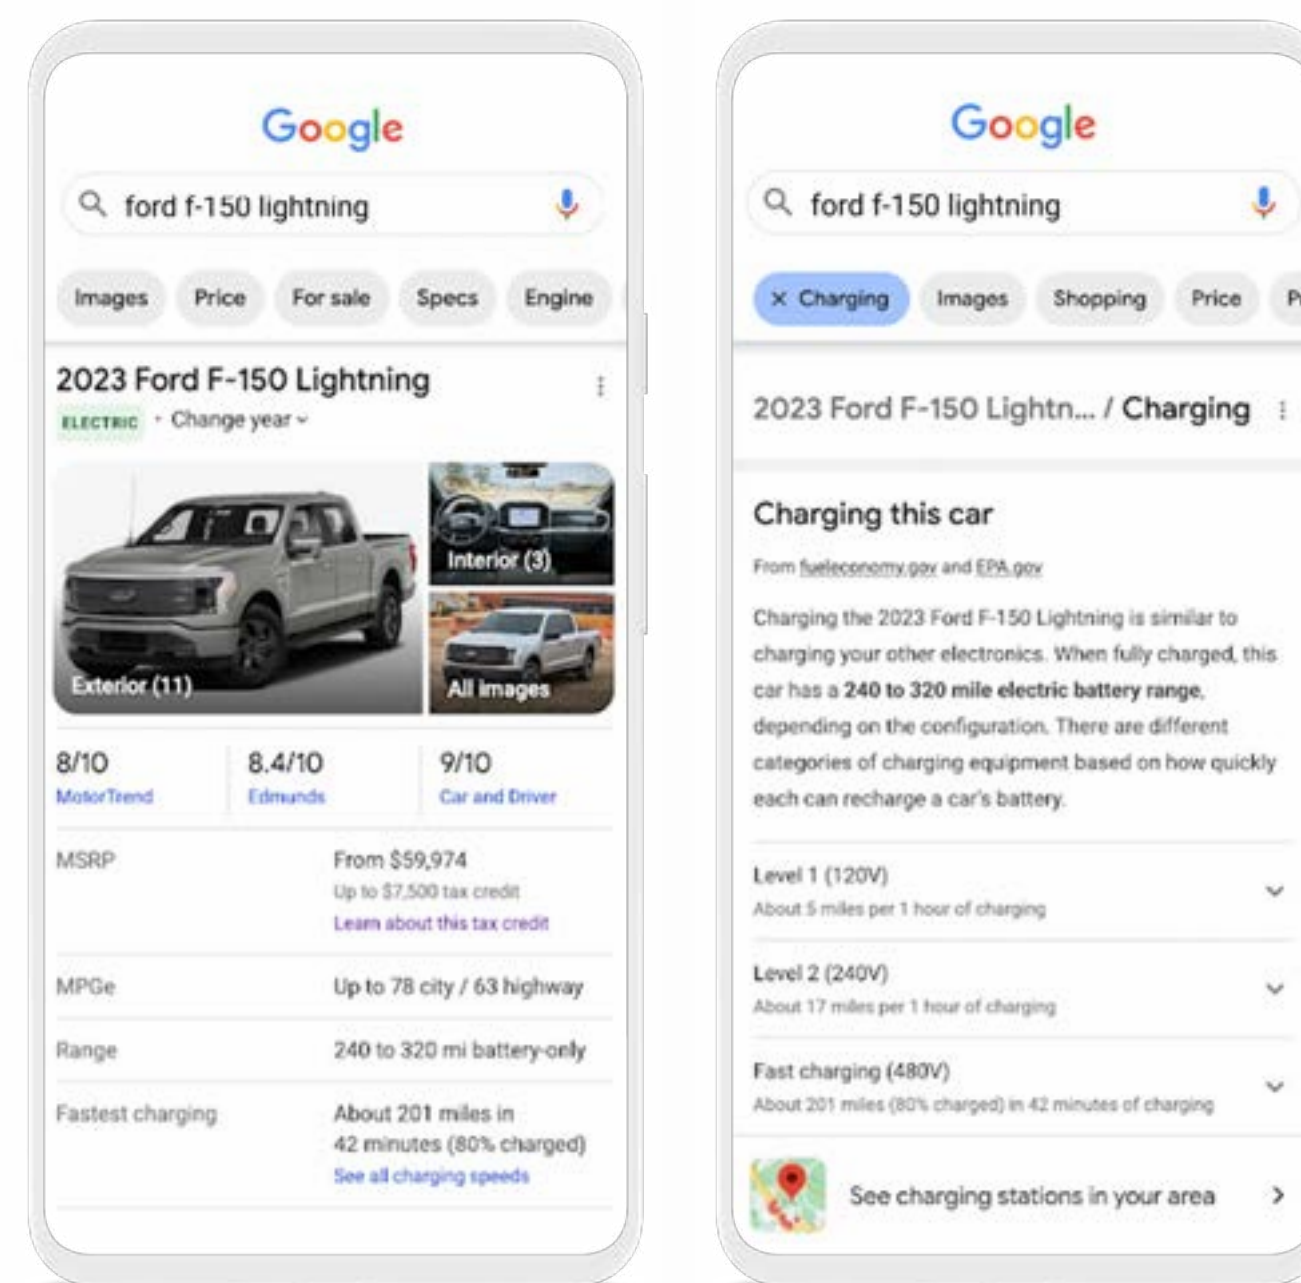 Google
ford f-150 lightning
Images Price For sale Specs Engine
2023 Ford F-150 Lightning
ELECTRIC · Change year
Exterior (11)
Interior (3)
All images
8/10 8.4/10 9/10
MotorTrend Edmunds Car and Driver
MSRP From $59,974
Up to $7,500 tax credit
Learn about this tax credit
MPGe Up to 78 city / 63 highway
Range 240 to 320 mi battery-only
Fastest charging About 201 miles in
42 minutes (80% charged)
See all charging speeds
Google
ford f-150 lightning
× Charging Images Shopping Price
2023 Ford F-150 Lightn... / Charging
Charging this car
From fueleconomy.gov and EPA.gov
Charging the 2023 Ford F-150 Lightning is similar to
charging your other electronics. When fully charged, this
car has a 240 to 320 mile electric battery range,
depending on the configuration. There are different
categories of charging equipment based on how quickly
each can recharge a car's battery.
Level 1 (120V)
About 5 miles per 1 hour of charging
Level 2 (240V)
About 17 miles per 1 hour of charging
Fast charging (480V)
About 201 miles (80% charged) in 42 minutes of charging
See charging stations in your area